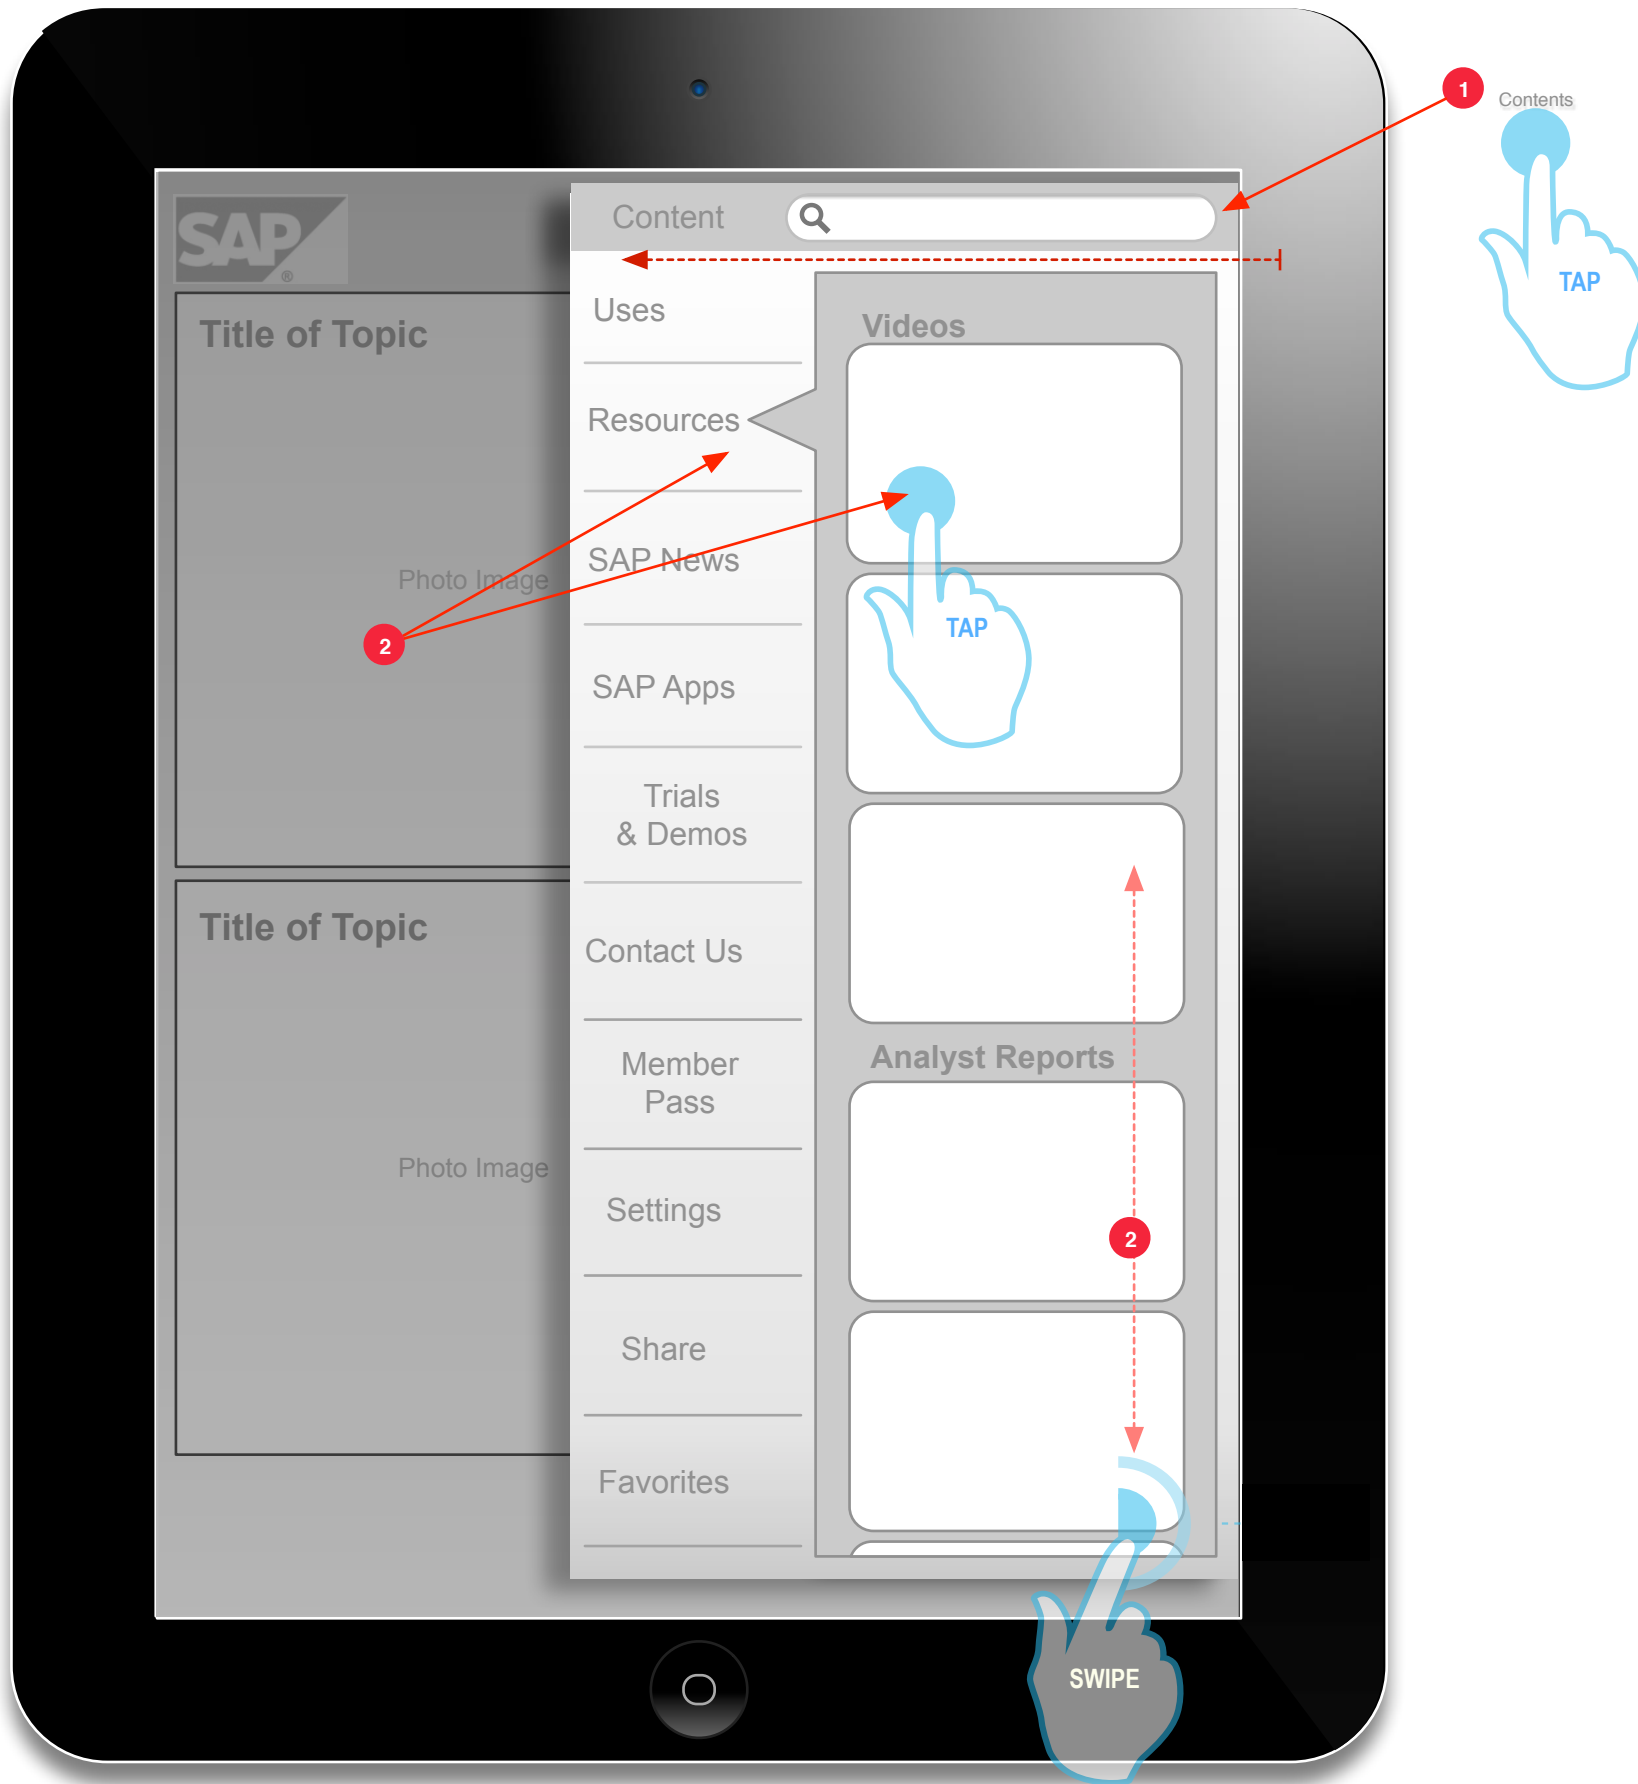 1
Contents
TAP
SAP
®
Content
Title of Topic
Photo Image
2
Uses
Resources
SAP News
SAP Apps
Trials
& Demos
Contact Us
Member
Pass
Settings
Share
Favorites
Videos
TAP
Analyst Reports
2
Title of Topic
Photo Image
SWIPE